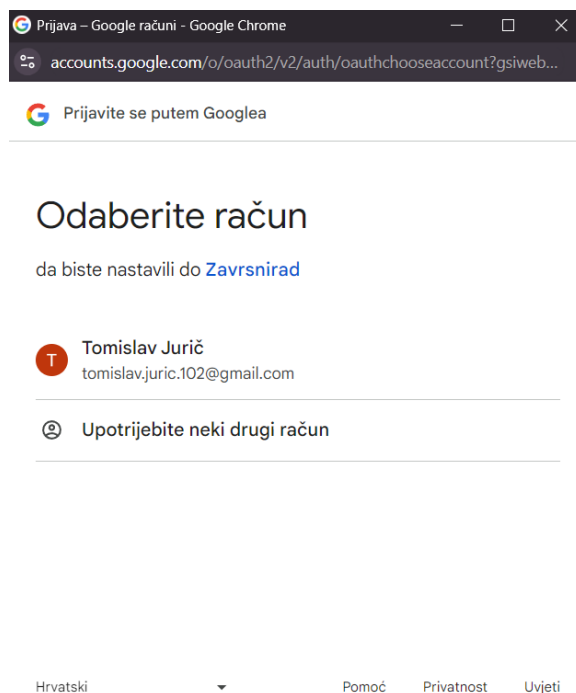 Prijava – Google računi - Google Chrome
accounts.google.com/o/oauth2/v2/auth/oauthchooseaccount?gsiweb...
Prijavite se putem Googlea
Odaberite račun
da biste nastavili do Zavrsnirad
T
Tomislav Jurič
tomislav.juric.102@gmail.com
Upotrijebite neki drugi račun
Hrvatski Pomoć Privatnost Uvjeti